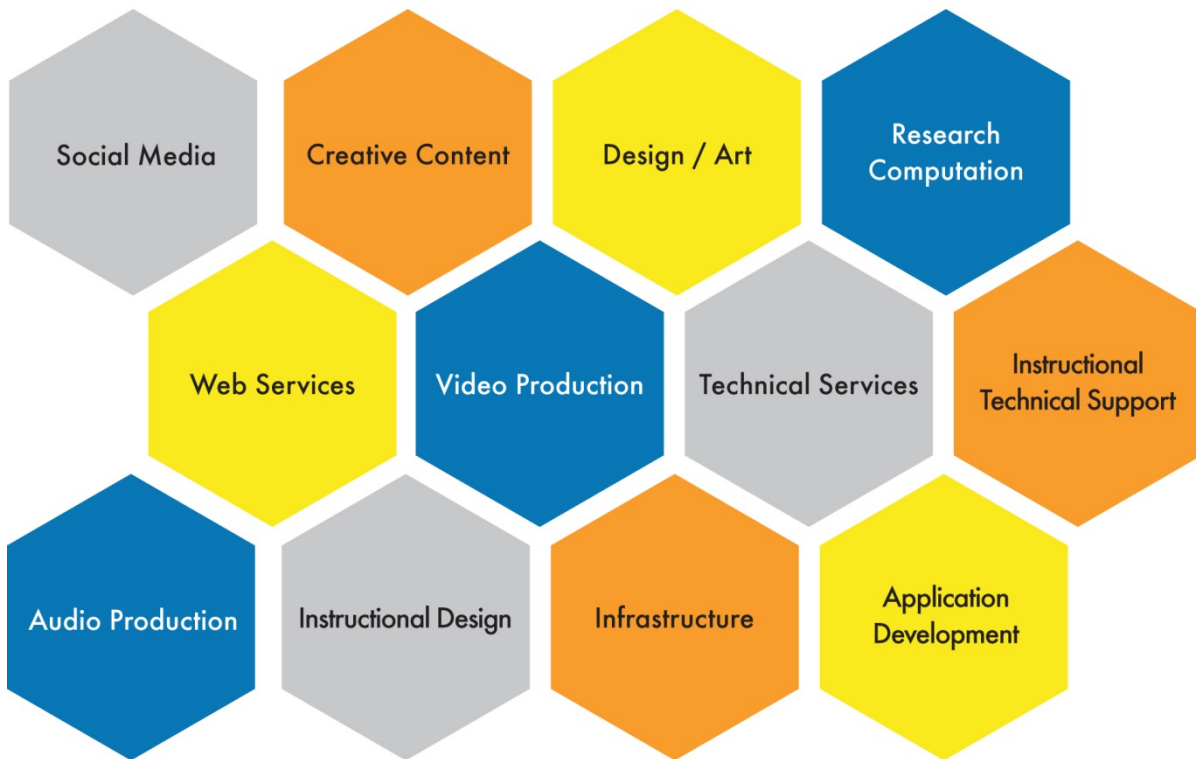 Social Media
Creative Content
Design / Art
Research
Computation
Web Services
Video Production
Technical Services
Instructional
Technical Support
Audio Production
Instructional Design
Infrastructure
Application
Development